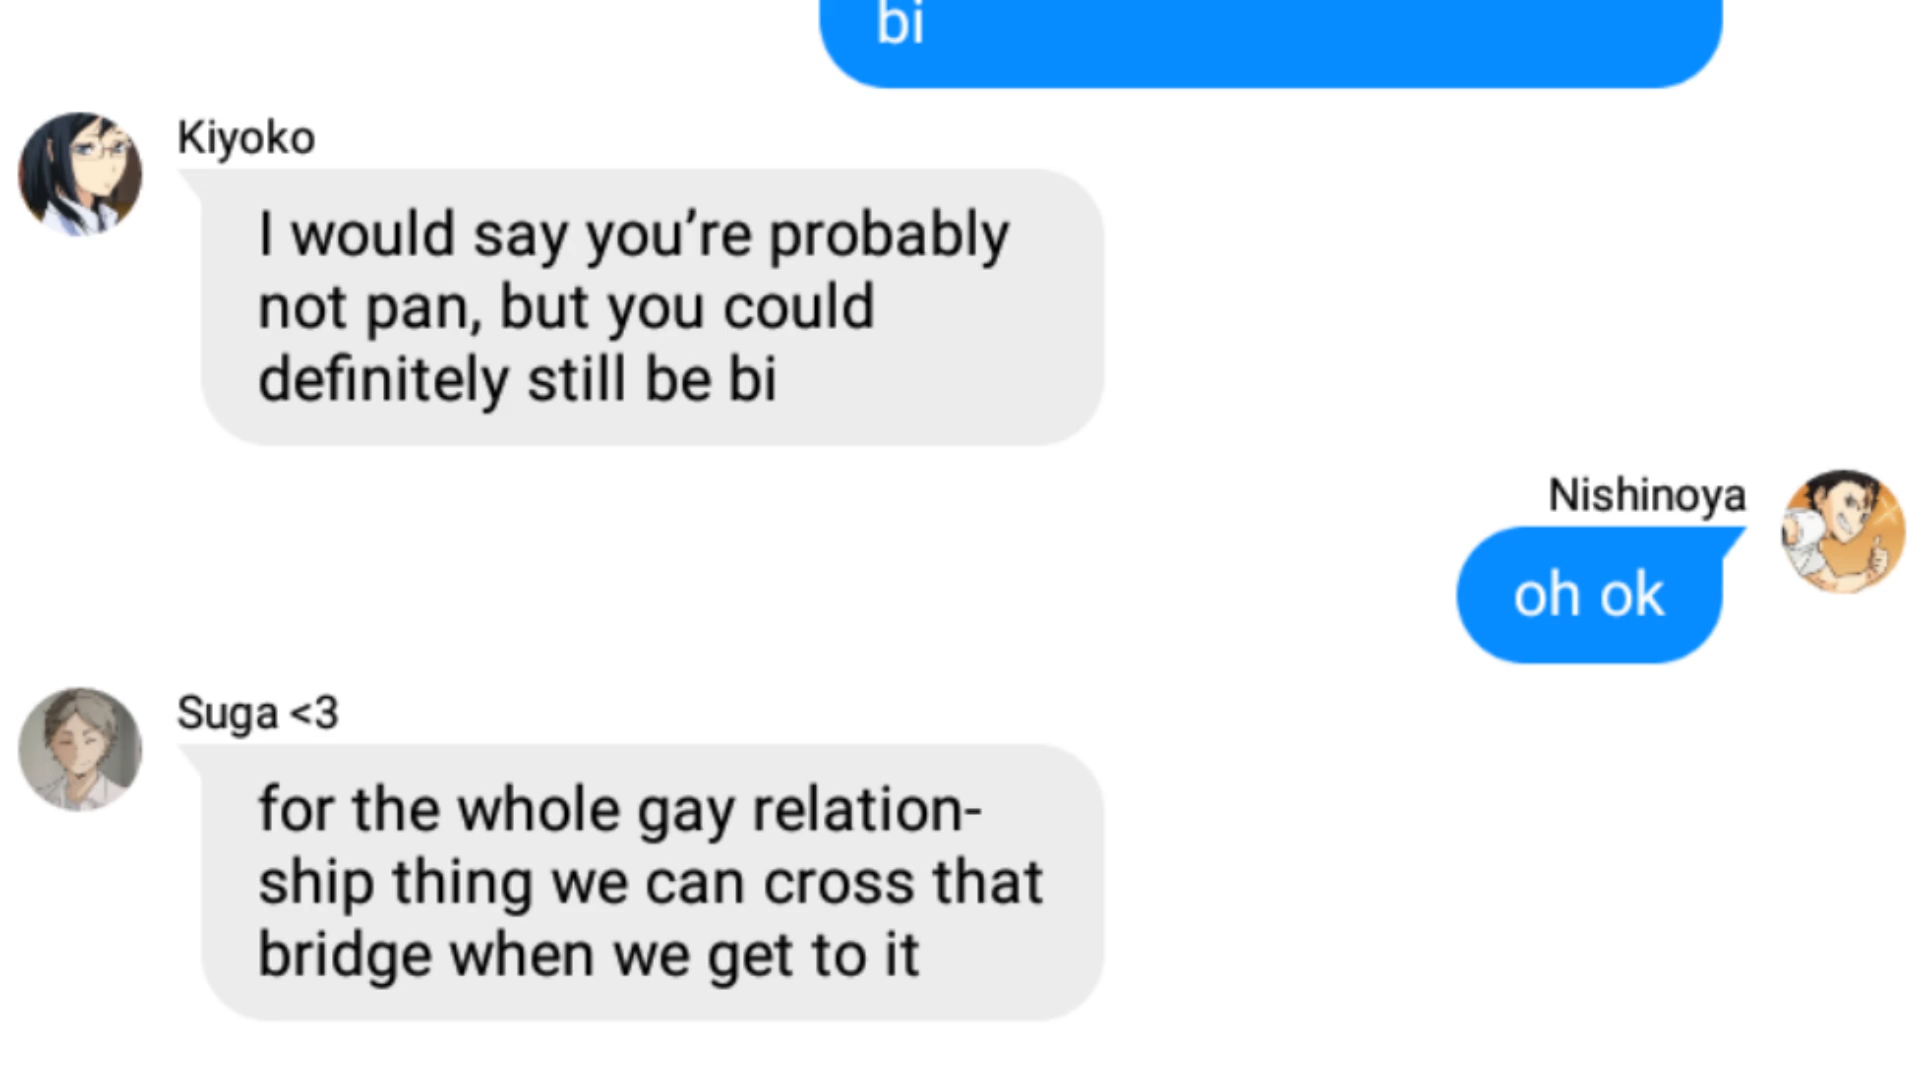 bi
Kiyoko
I would say you’re probably
not pan, but you could
definitely still be bi
Nishinoya
oh ok
Suga <3
for the whole gay relation-
ship thing we can cross that
bridge when we get to it